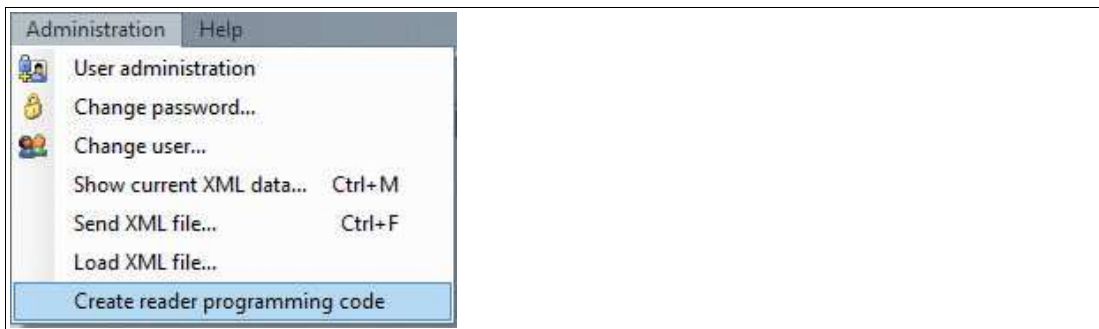 Administration Help
User administration
Change password...
Change user...
Show current XML data... Ctrl+M
Send XML file... Ctrl+F
Load XML file...
Create reader programming code